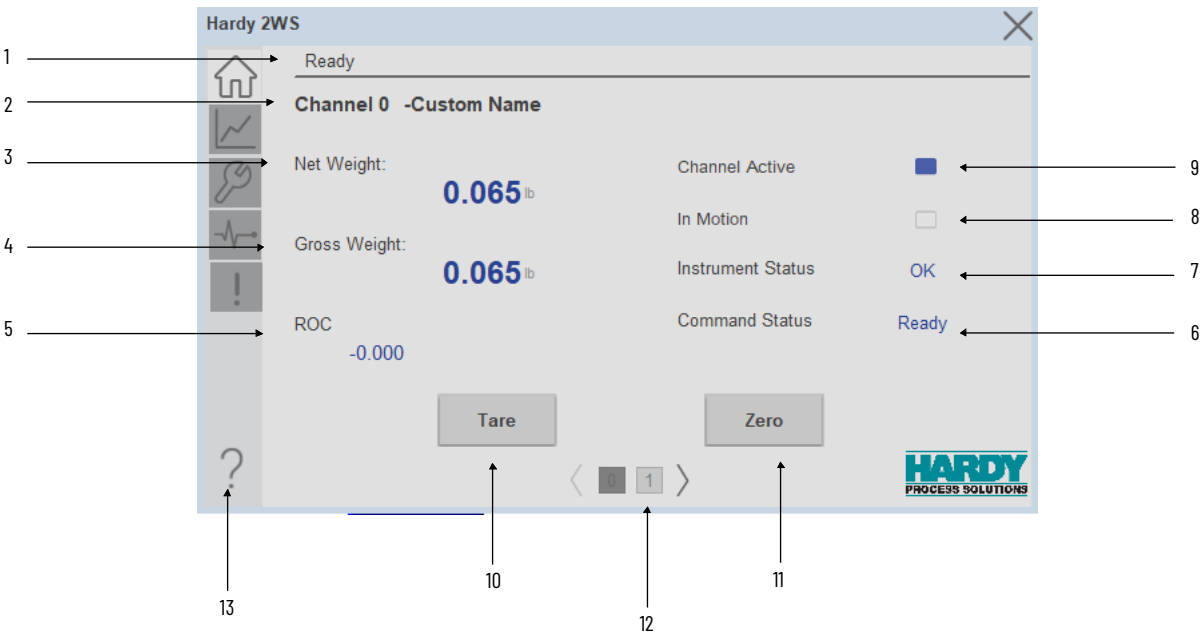 Hardy 2WS
1
Ready
2
Channel 0 -Custom Name
3
Net Weight:
Channel Active
9
0.065 lb
In Motion
8
4
Gross Weight:
Instrument Status
OK
7
0.065 lb
5
ROC
Command Status
Ready
6
-0.000
Tare
Zero
0
1
HARDY
PROCESS SOLUTIONS
10
11
13
12